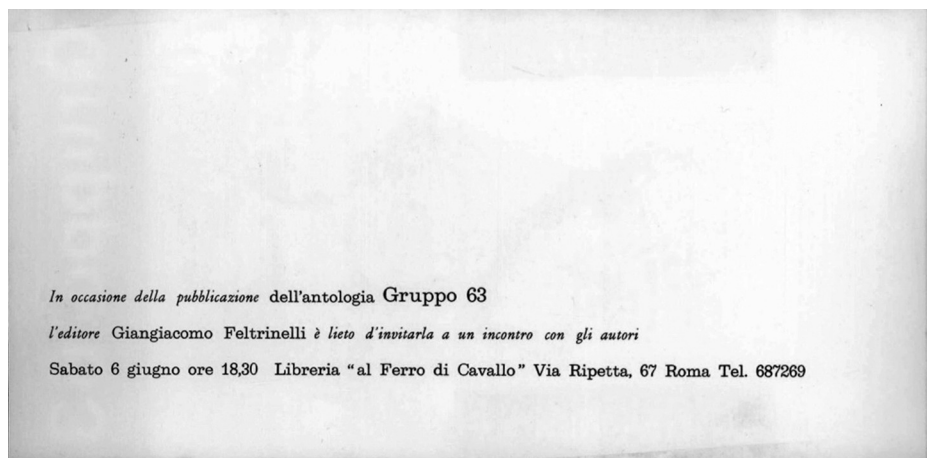 In occasione della pubblicazione dell'antologia Gruppo 63
l'editore Giangiacomo Feltrinelli è lieto d'invitarla a un incontro con gli autori
Sabato 6 giugno ore 18,30 Libreria "al Ferro di Cavallo" Via Ripetta, 67 Roma Tel. 687269